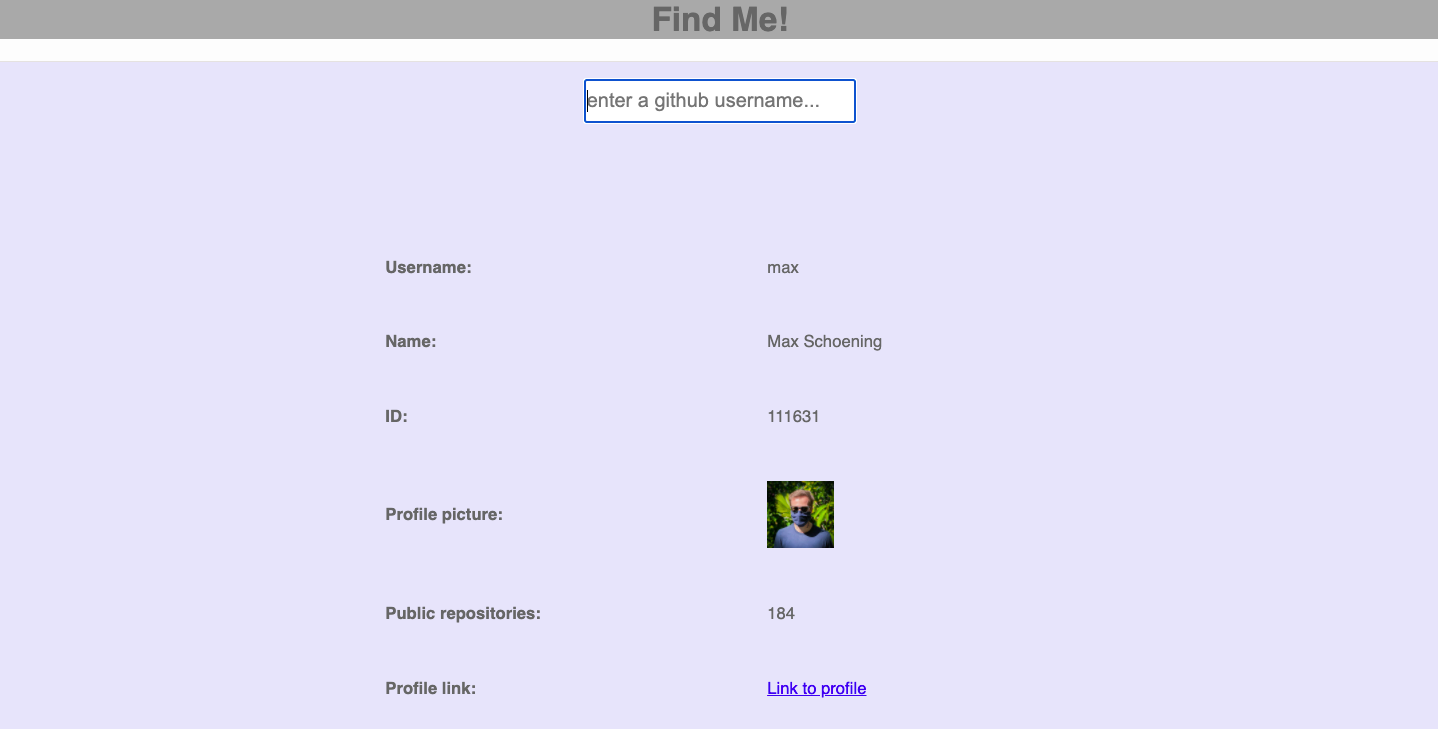 Find Me!
enter a github username...
Username: max
Name: Max Schoening
ID: 111631
Profile picture:
Public repositories: 184
Profile link: Link to profile